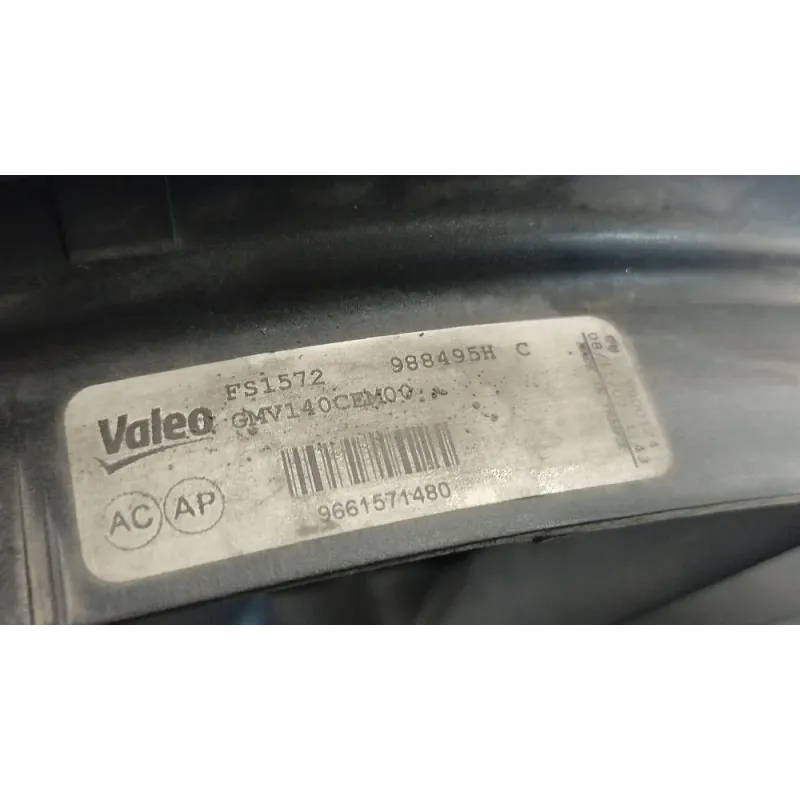 FS1572 988495H C
Valeo GMV140CEM00
AC AP
9661571480